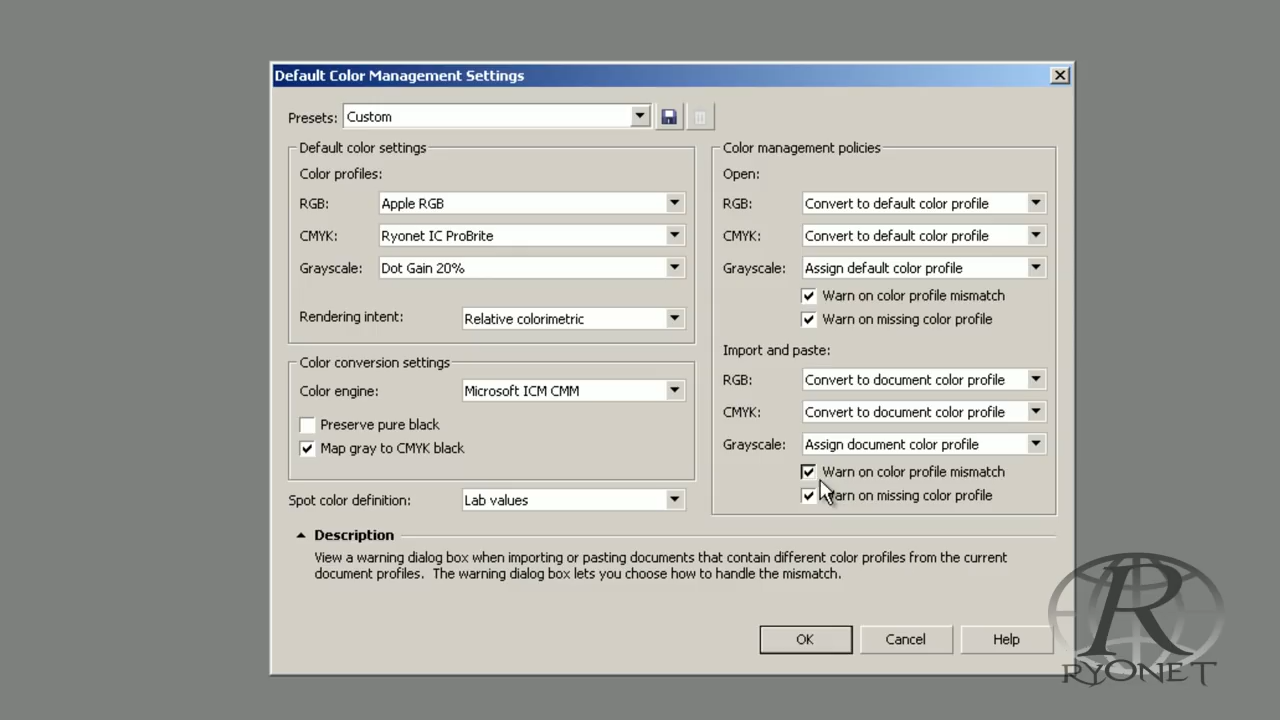 Default Color Management Settings
Presets: Custom
Default color settings
Color profiles:
RGB: Apple RGB
CMYK: Ryonet IC ProBrite
Grayscale: Dot Gain 20%
Rendering intent: Relative colorimetric
Color conversion settings
Color engine: Microsoft ICM CMM
Preserve pure black
Map gray to CMYK black
Spot color definition: Lab values
Color management policies
Open:
RGB: Convert to default color profile
CMYK: Convert to default color profile
Grayscale: Assign default color profile
Warn on color profile mismatch
Warn on missing color profile
Import and paste:
RGB: Convert to document color profile
CMYK: Convert to document color profile
Grayscale: Assign document color profile
Warn on color profile mismatch
Warn on missing color profile
Description
View a warning dialog box when importing or pasting documents that contain different color profiles from the current
document profiles. The warning dialog box lets you choose how to handle the mismatch.
OK Cancel Help
R
RYONET